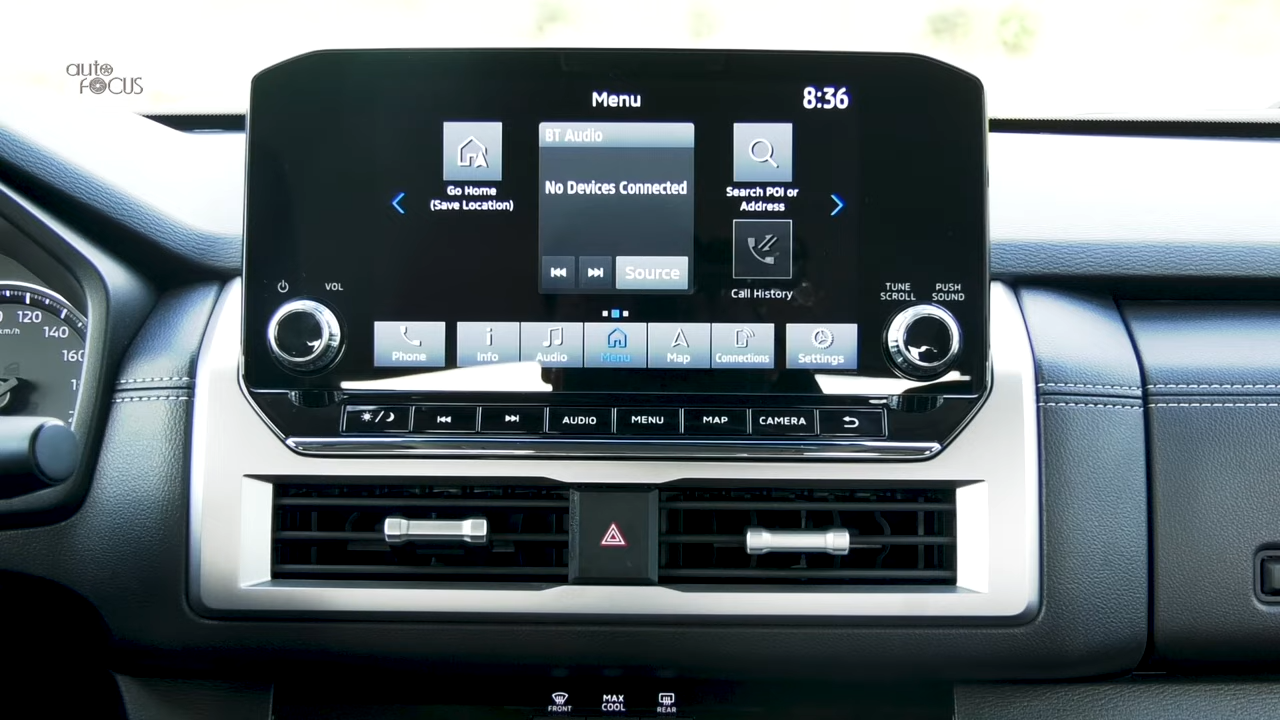 auto
FOCUS
Menu
8:36
BT Audio
No Devices Connected
Go Home
(Save Location)
Search POI or
Address
Source
Call History
VOL
TUNE
SCROLL
PUSH
SOUND
Phone
Info
Audio
Menu
Map
Connections
Settings
AUDIO
MENU
MAP
CAMERA
120
140
km/h
160
FRONT
MAX
COOL
REAR